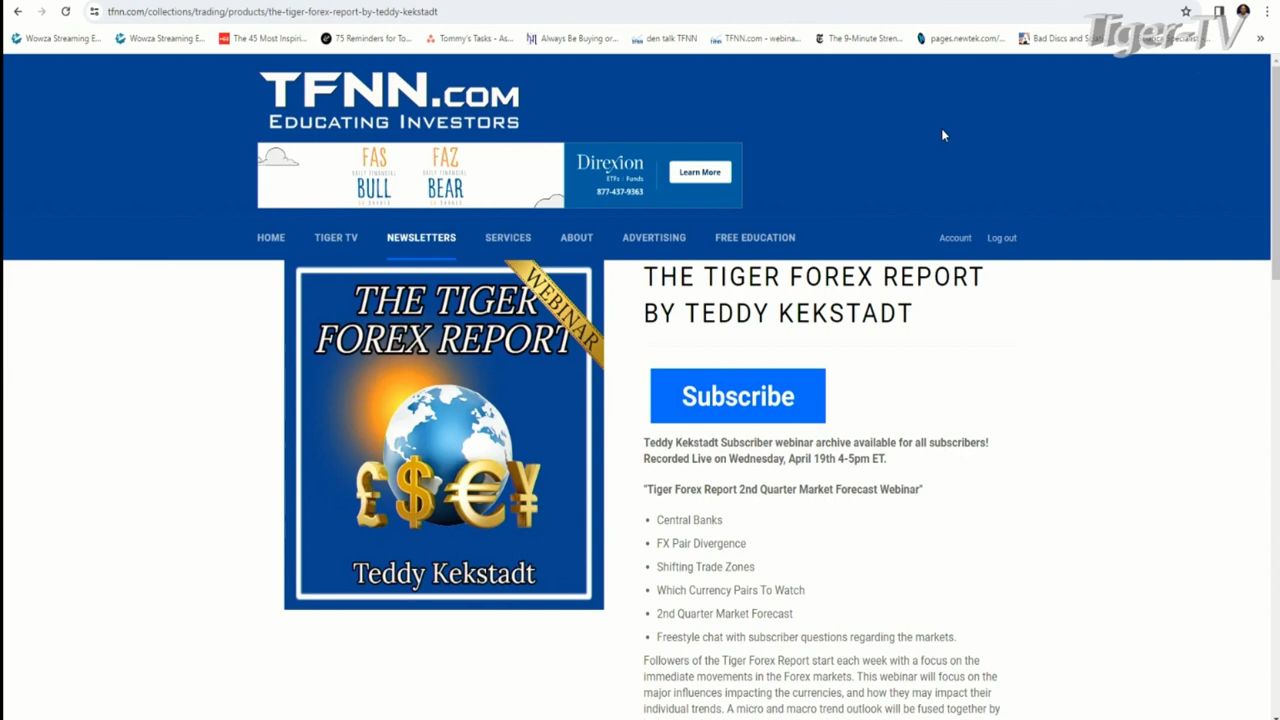 tfnn.com/collections/trading/products/the-tiger-forex-report-by-teddy-kekstadt
Tiger-TV
Wowza Streaming E...
Wowza Streaming E...
The 45 Most Inspiri...
75 Reminders for To...
Tommy's Tasks - As...
Always Be Buying or...
den talk TFNN
TFNN.com - webina...
The 9-Minute Stren...
pages.newtek.com/...
Bad Discs and
TFNN.COM
EDUCATING INVESTORS
FAS
BULL
FAZ
BEAR
Direxion
ETFs Funds
877-437-9363
Learn More
HOME
TIGER TV
NEWSLETTERS
SERVICES
ABOUT
ADVERTISING
FREE EDUCATION
Account
Log out
WEBINAR
THE TIGER
FOREX REPORT
£$€¥
Teddy Kekstadt
THE TIGER FOREX REPORT
BY TEDDY KEKSTADT
Subscribe
Teddy Kekstadt Subscriber webinar archive available for all subscribers!
Recorded Live on Wednesday, April 19th 4-5pm ET.
"Tiger Forex Report 2nd Quarter Market Forecast Webinar"
• Central Banks
• FX Pair Divergence
• Shifting Trade Zones
• Which Currency Pairs To Watch
• 2nd Quarter Market Forecast
• Freestyle chat with subscriber questions regarding the markets.
Followers of the Tiger Forex Report start each week with a focus on the
immediate movements in the Forex markets. This webinar will focus on the
major influences impacting the currencies, and how they may impact their
individual trends. A micro and macro trend outlook will be fused together by